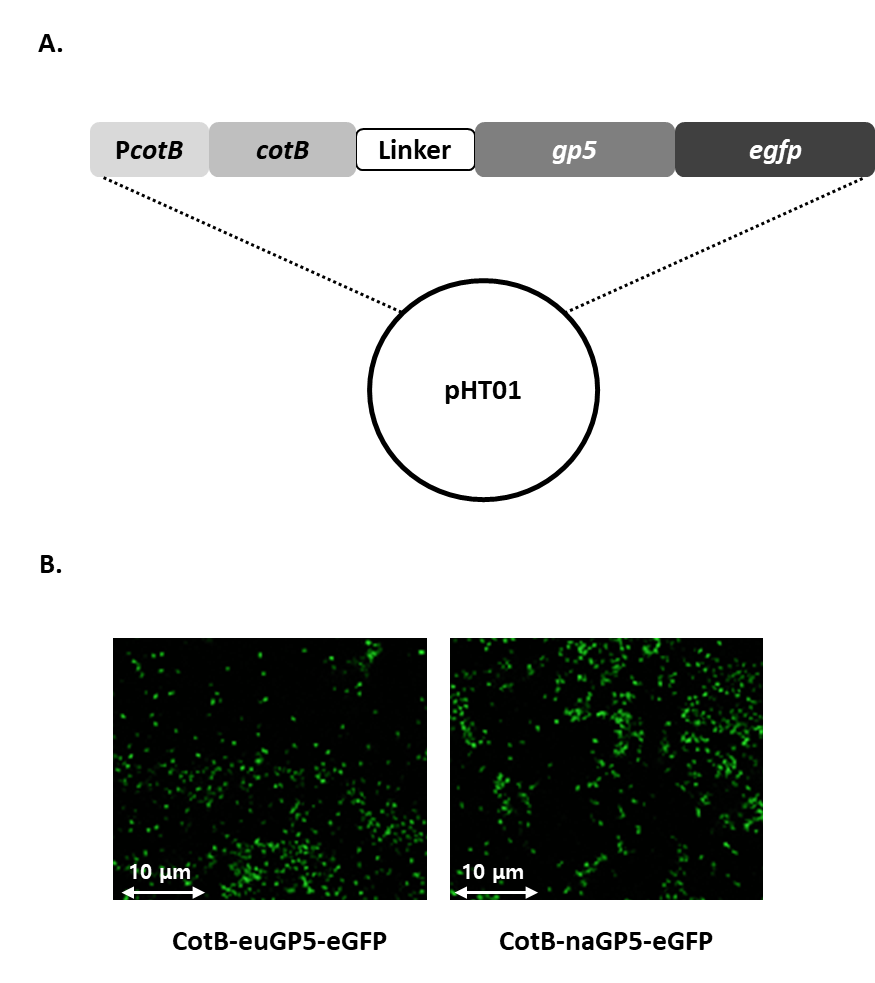 A.
PcotB cotB Linker gp5 egfp
pHT01
B.
10 μm 10 μm
CotB-euGP5-eGFP CotB-naGP5-eGFP